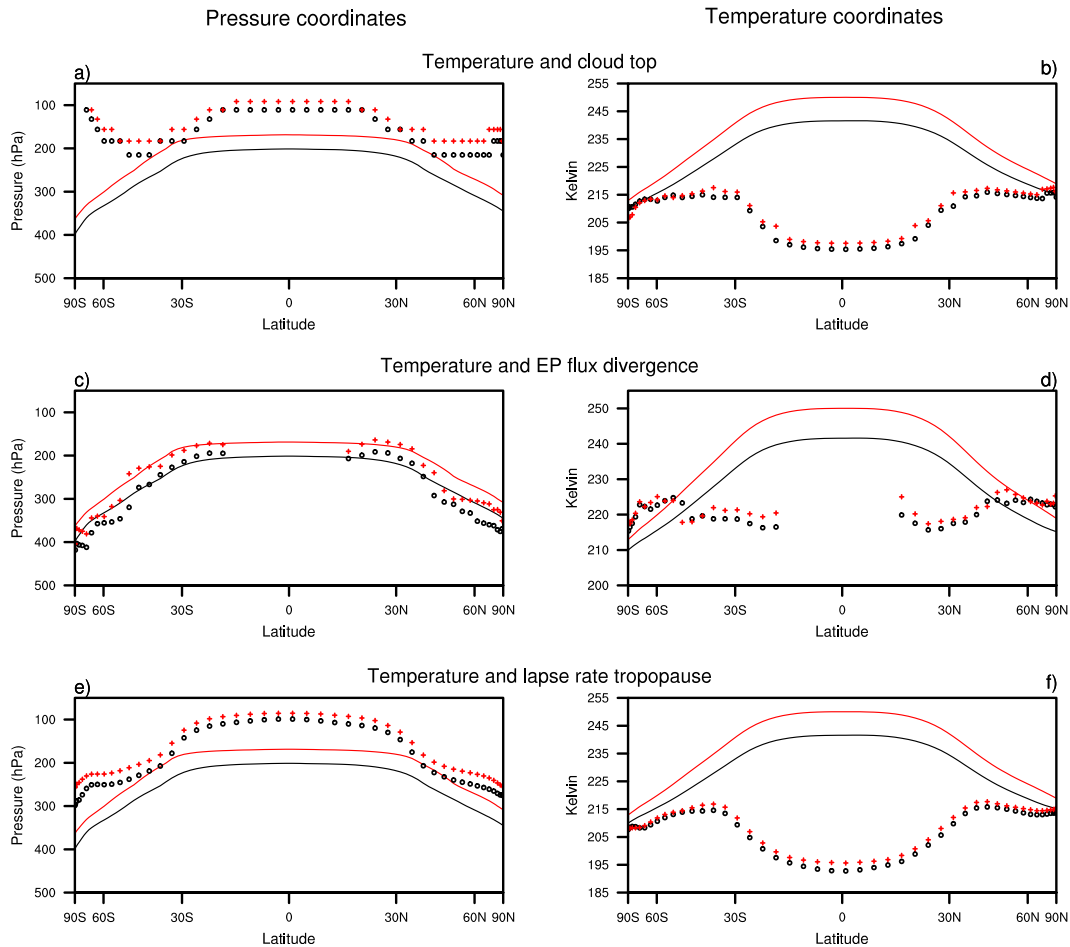 Pressure coordinates
Temperature coordinates
Temperature and cloud top
a)
b)
Pressure (hPa)
100
200
300
400
500
90S 60S 30S 0 30N 60N 90N
Latitude
Kelvin
255
245
235
225
215
205
195
185
90S 60S 30S 0 30N 60N 90N
Latitude
Temperature and EP flux divergence
c)
d)
Pressure (hPa)
100
200
300
400
500
90S 60S 30S 0 30N 60N 90N
Latitude
Kelvin
250
240
230
220
210
200
90S 60S 30S 0 30N 60N 90N
Latitude
Temperature and lapse rate tropopause
e)
f)
Pressure (hPa)
100
200
300
400
500
90S 60S 30S 0 30N 60N 90N
Latitude
Kelvin
255
245
235
225
215
205
195
185
90S 60S 30S 0 30N 60N 90N
Latitude